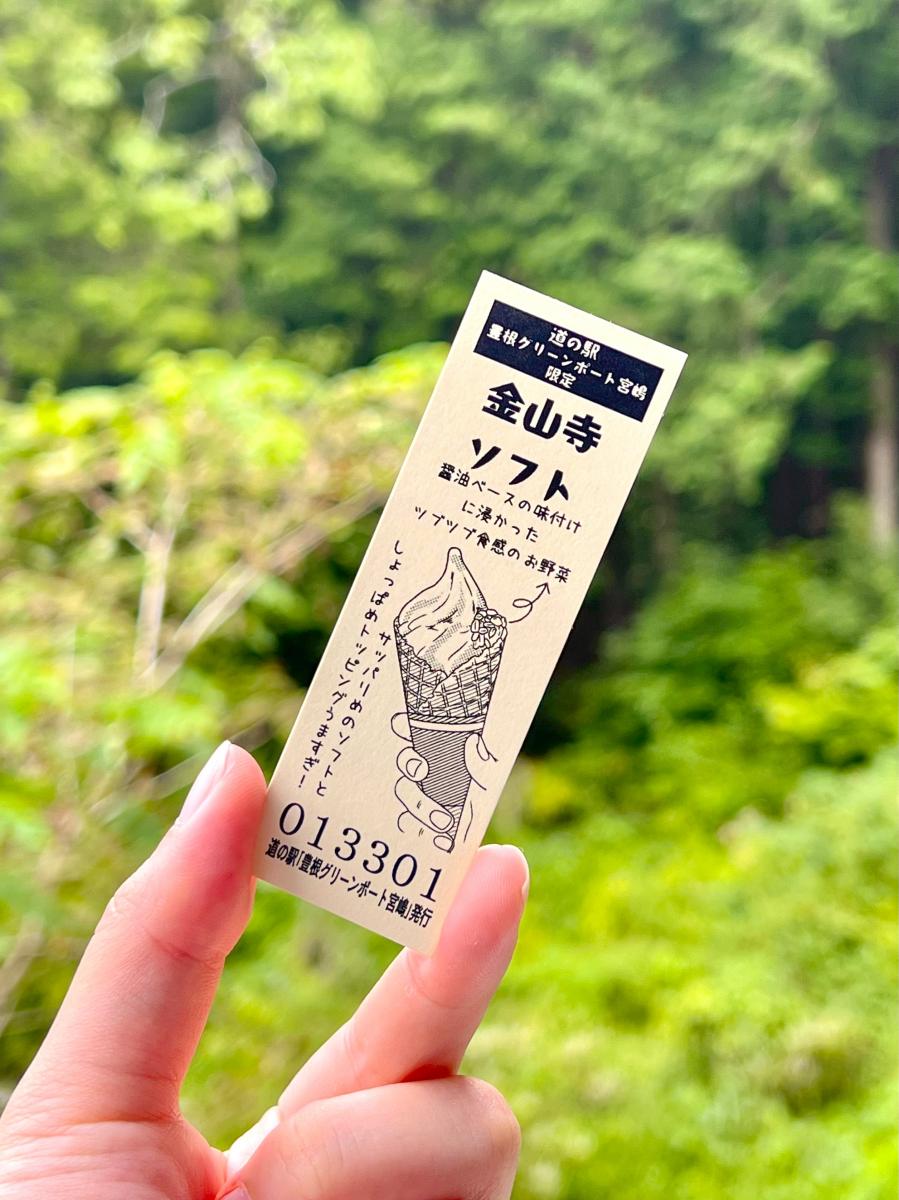 道の駅
豊根グリーンポート宮嶋
限定
金山寺
ソフト
醤油ベースの味付け
に浸かった
ツブツブ食感のお野菜
サッパリめのソフトと
しょっぱめトッピングうますぎ!
013301
道の駅「豊根グリーンポート宮嶋」発行